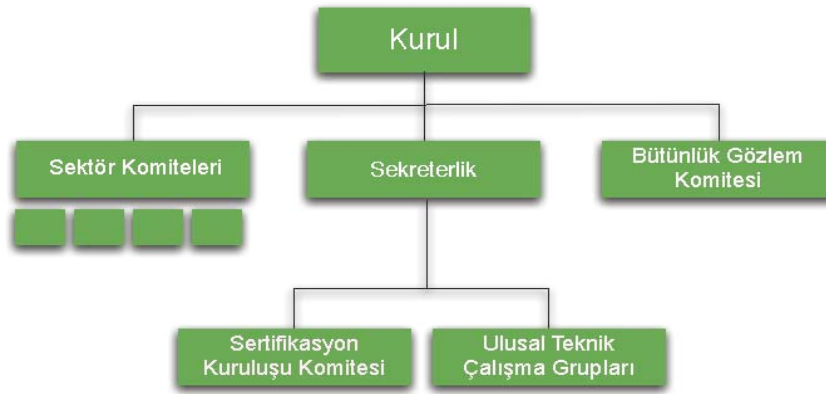 Kurul
Sektör Komiteleri
Sekreterlik
Bütünlük Gözlem
Komitesi
Sertifikasyon
Kuruluşu Komitesi
Ulusal Teknik
Çalışma Grupları